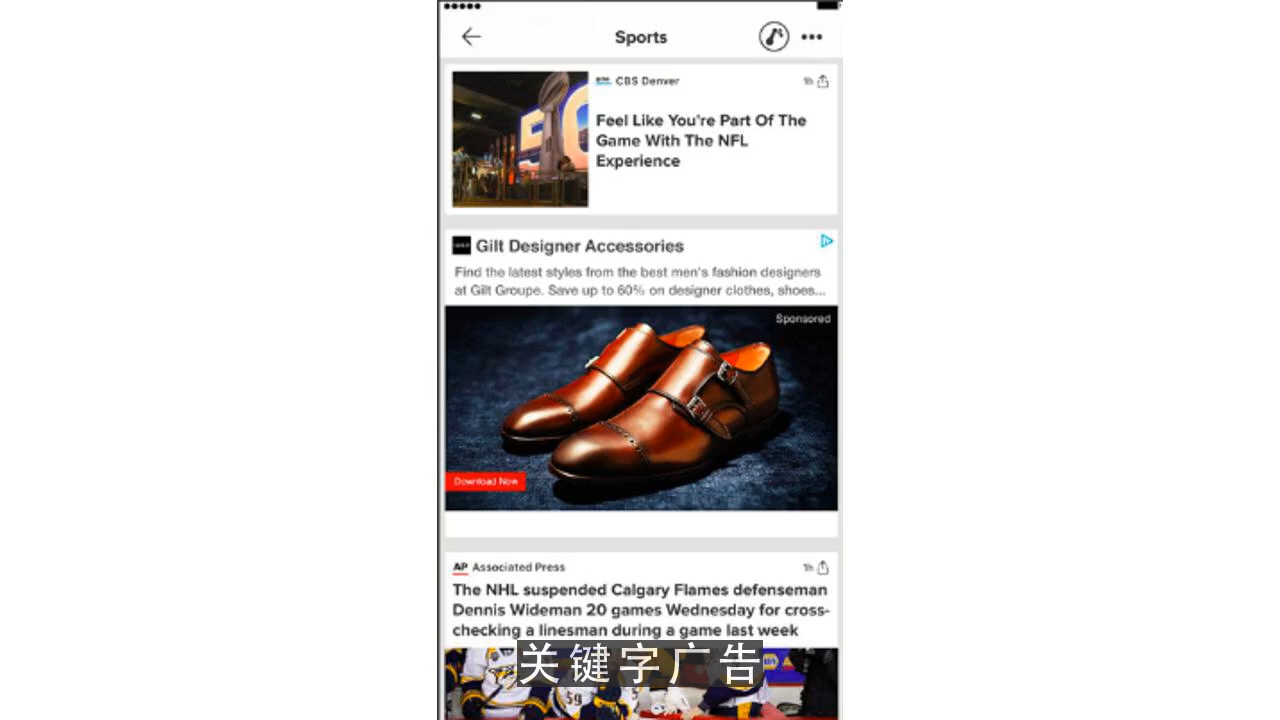 Sports
CBS Denver
1h
Feel Like You're Part Of The
Game With The NFL
Experience
Gilt Designer Accessories
Find the latest styles from the best men's fashion designers
at Gilt Groupe. Save up to 60% on designer clothes, shoes...
Sponsored
Download Now
AP Associated Press
1h
The NHL suspended Calgary Flames defenseman
Dennis Wideman 20 games Wednesday for cross-
checking a linesman during a game last week
关键字广告
59